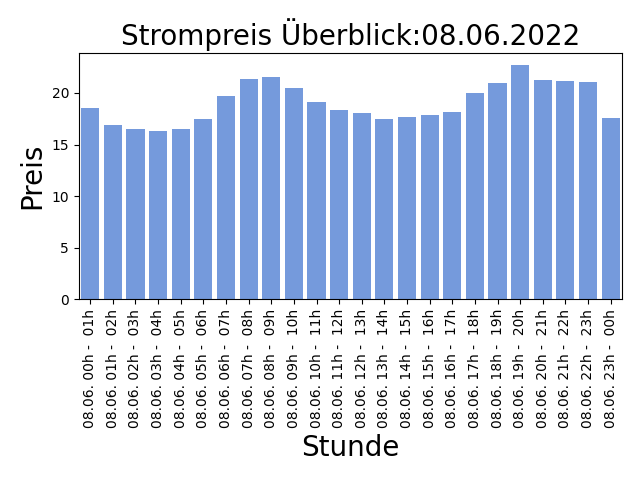 Strompreis Überblick:08.06.2022
Preis
20
15
10
5
0
08.06. 00h - 01h
08.06. 01h - 02h
08.06. 02h - 03h
08.06. 03h - 04h
08.06. 04h - 05h
08.06. 05h - 06h
08.06. 06h - 07h
08.06. 07h - 08h
08.06. 08h - 09h
08.06. 09h - 10h
08.06. 10h - 11h
08.06. 11h - 12h
08.06. 12h - 13h
08.06. 13h - 14h
08.06. 14h - 15h
08.06. 15h - 16h
08.06. 16h - 17h
08.06. 17h - 18h
08.06. 18h - 19h
08.06. 19h - 20h
08.06. 20h - 21h
08.06. 21h - 22h
08.06. 22h - 23h
08.06. 23h - 00h
Stunde